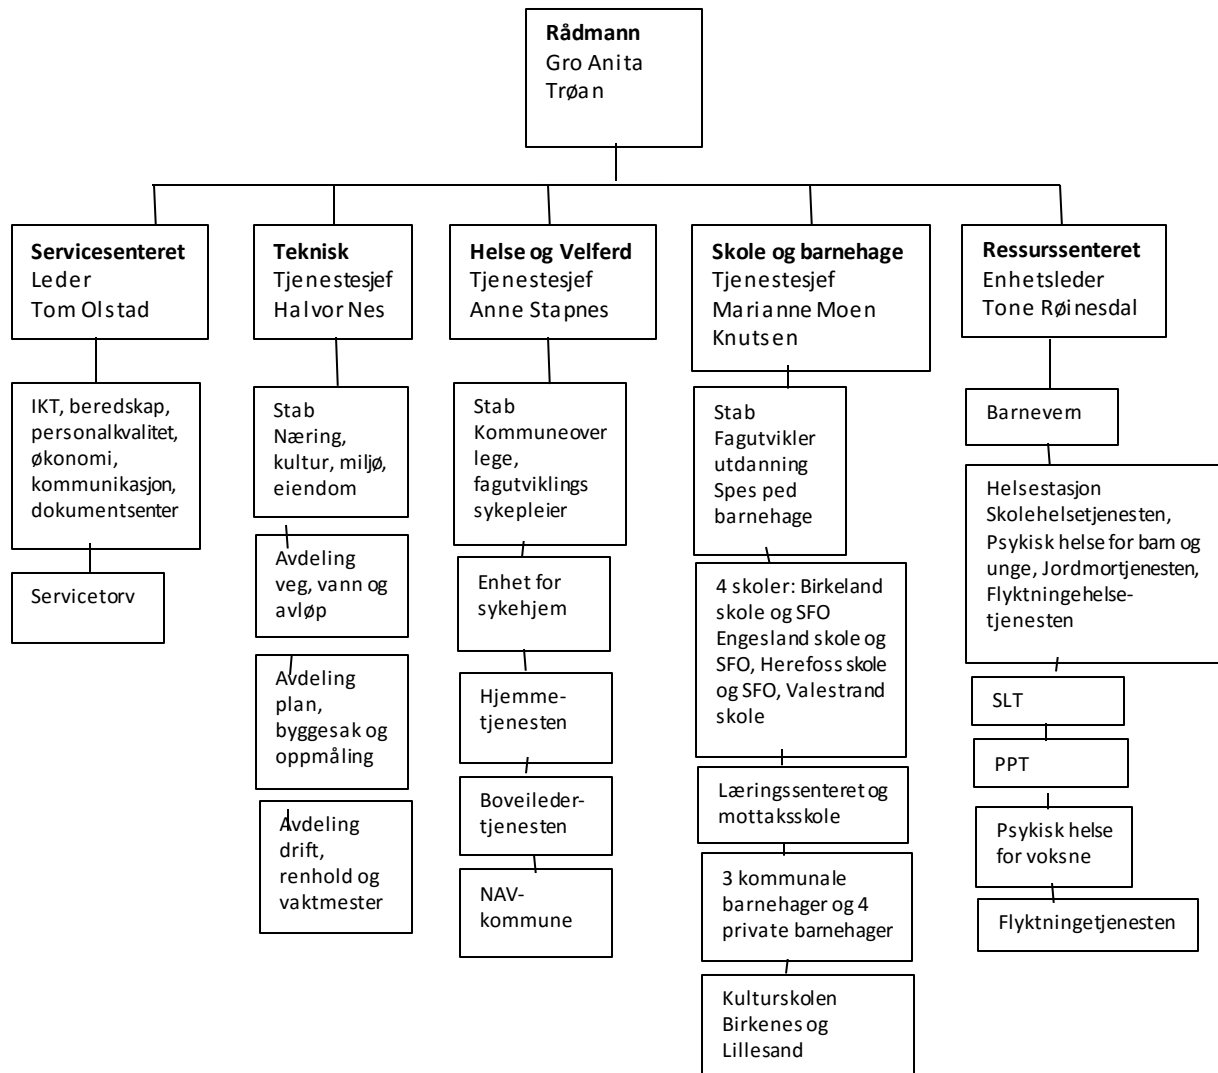 Rådmann
Gro Anita
Trøan
Servicesenteret
Leder
Tom Olstad
IKT, beredskap,
personalkvalitet,
økonomi,
kommunikasjon,
dokumentsenter
Servicetorv
Teknisk
Tjenestesjef
Halvor Nes
Stab
Næring,
kultur, miljø,
eiendom
Avdeling
veg, vann og
avløp
Avdeling
plan,
byggesak og
oppmåling
Avdeling
drift,
renhold og
vaktmester
Helse og Velferd
Tjenestesjef
Anne Stapnes
Stab
Kommuneover
lege,
fagutviklings
sykepleier
Enhet for
sykehjem
Hjemme-
tjenesten
Boveileder-
tjenesten
NAV-
kommune
Skole og barnehage
Tjenestesjef
Marianne Moen
Knutsen
Stab
Fagutvikler
utdanning
Spes ped
barnehage
4 skoler: Birkeland
skole og SFO
Engesland skole og
SFO, Herefoss skole
og SFO, Valestrand
skole
Læringssenteret og
mottaksskole
3 kommunale
barnehager og 4
private barnehager
Kulturskolen
Birkenes og
Lillesand
Ressurssenteret
Enhetsleder
Tone Røinesdal
Barnevern
Helsestasjon
Skolehelsetjenesten,
Psykisk helse for barn og
unge, Jordmortjenesten,
Flyktningehelse-
tjenesten
SLT
PPT
Psykisk helse
for voksne
Flyktningetjenesten